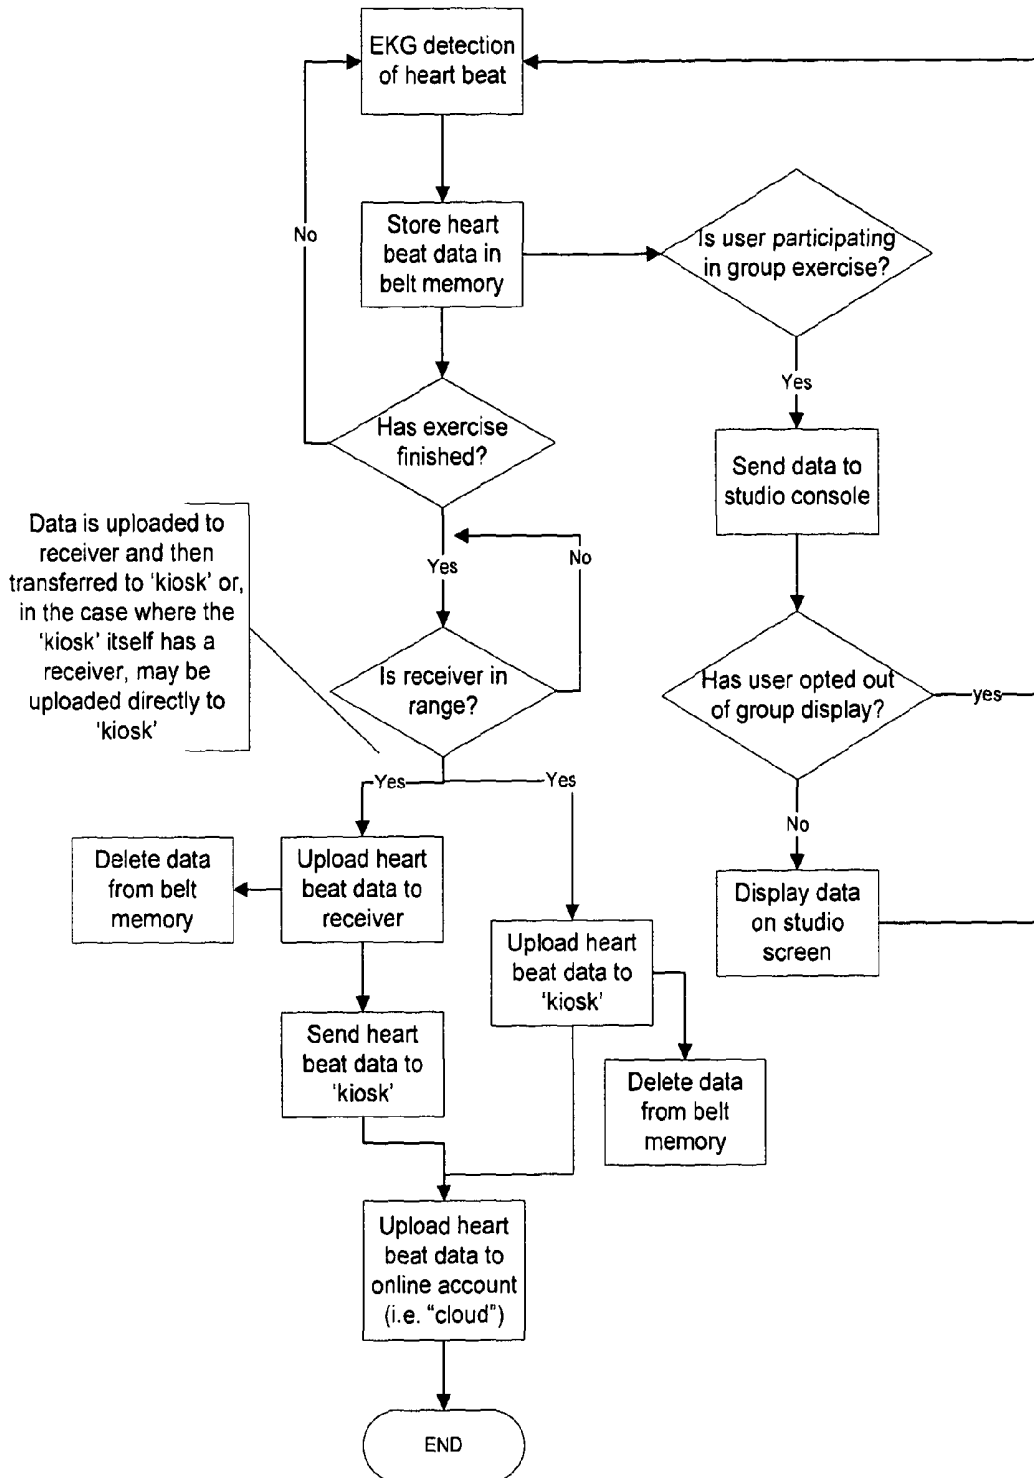 EKG detection
of heart beat
No
Store heart
beat data in
belt memory
Is user participating
in group exercise?
Yes
Has exercise
finished?
Send data to
studio console
Data is uploaded to
receiver and then
transferred to ‘kiosk’ or,
in the case where the
‘kiosk’ itself has a
receiver, may be
uploaded directly to
‘kiosk’
Yes
No
Is receiver in
range?
Has user opted out
of group display?
yes
Yes
Yes
No
Delete data
from belt
memory
Upload heart
beat data to
receiver
Display data
on studio
screen
Upload heart
beat data to
‘kiosk’
Send heart
beat data to
‘kiosk’
Delete data
from belt
memory
Upload heart
beat data to
online account
(i.e. “cloud”)
END